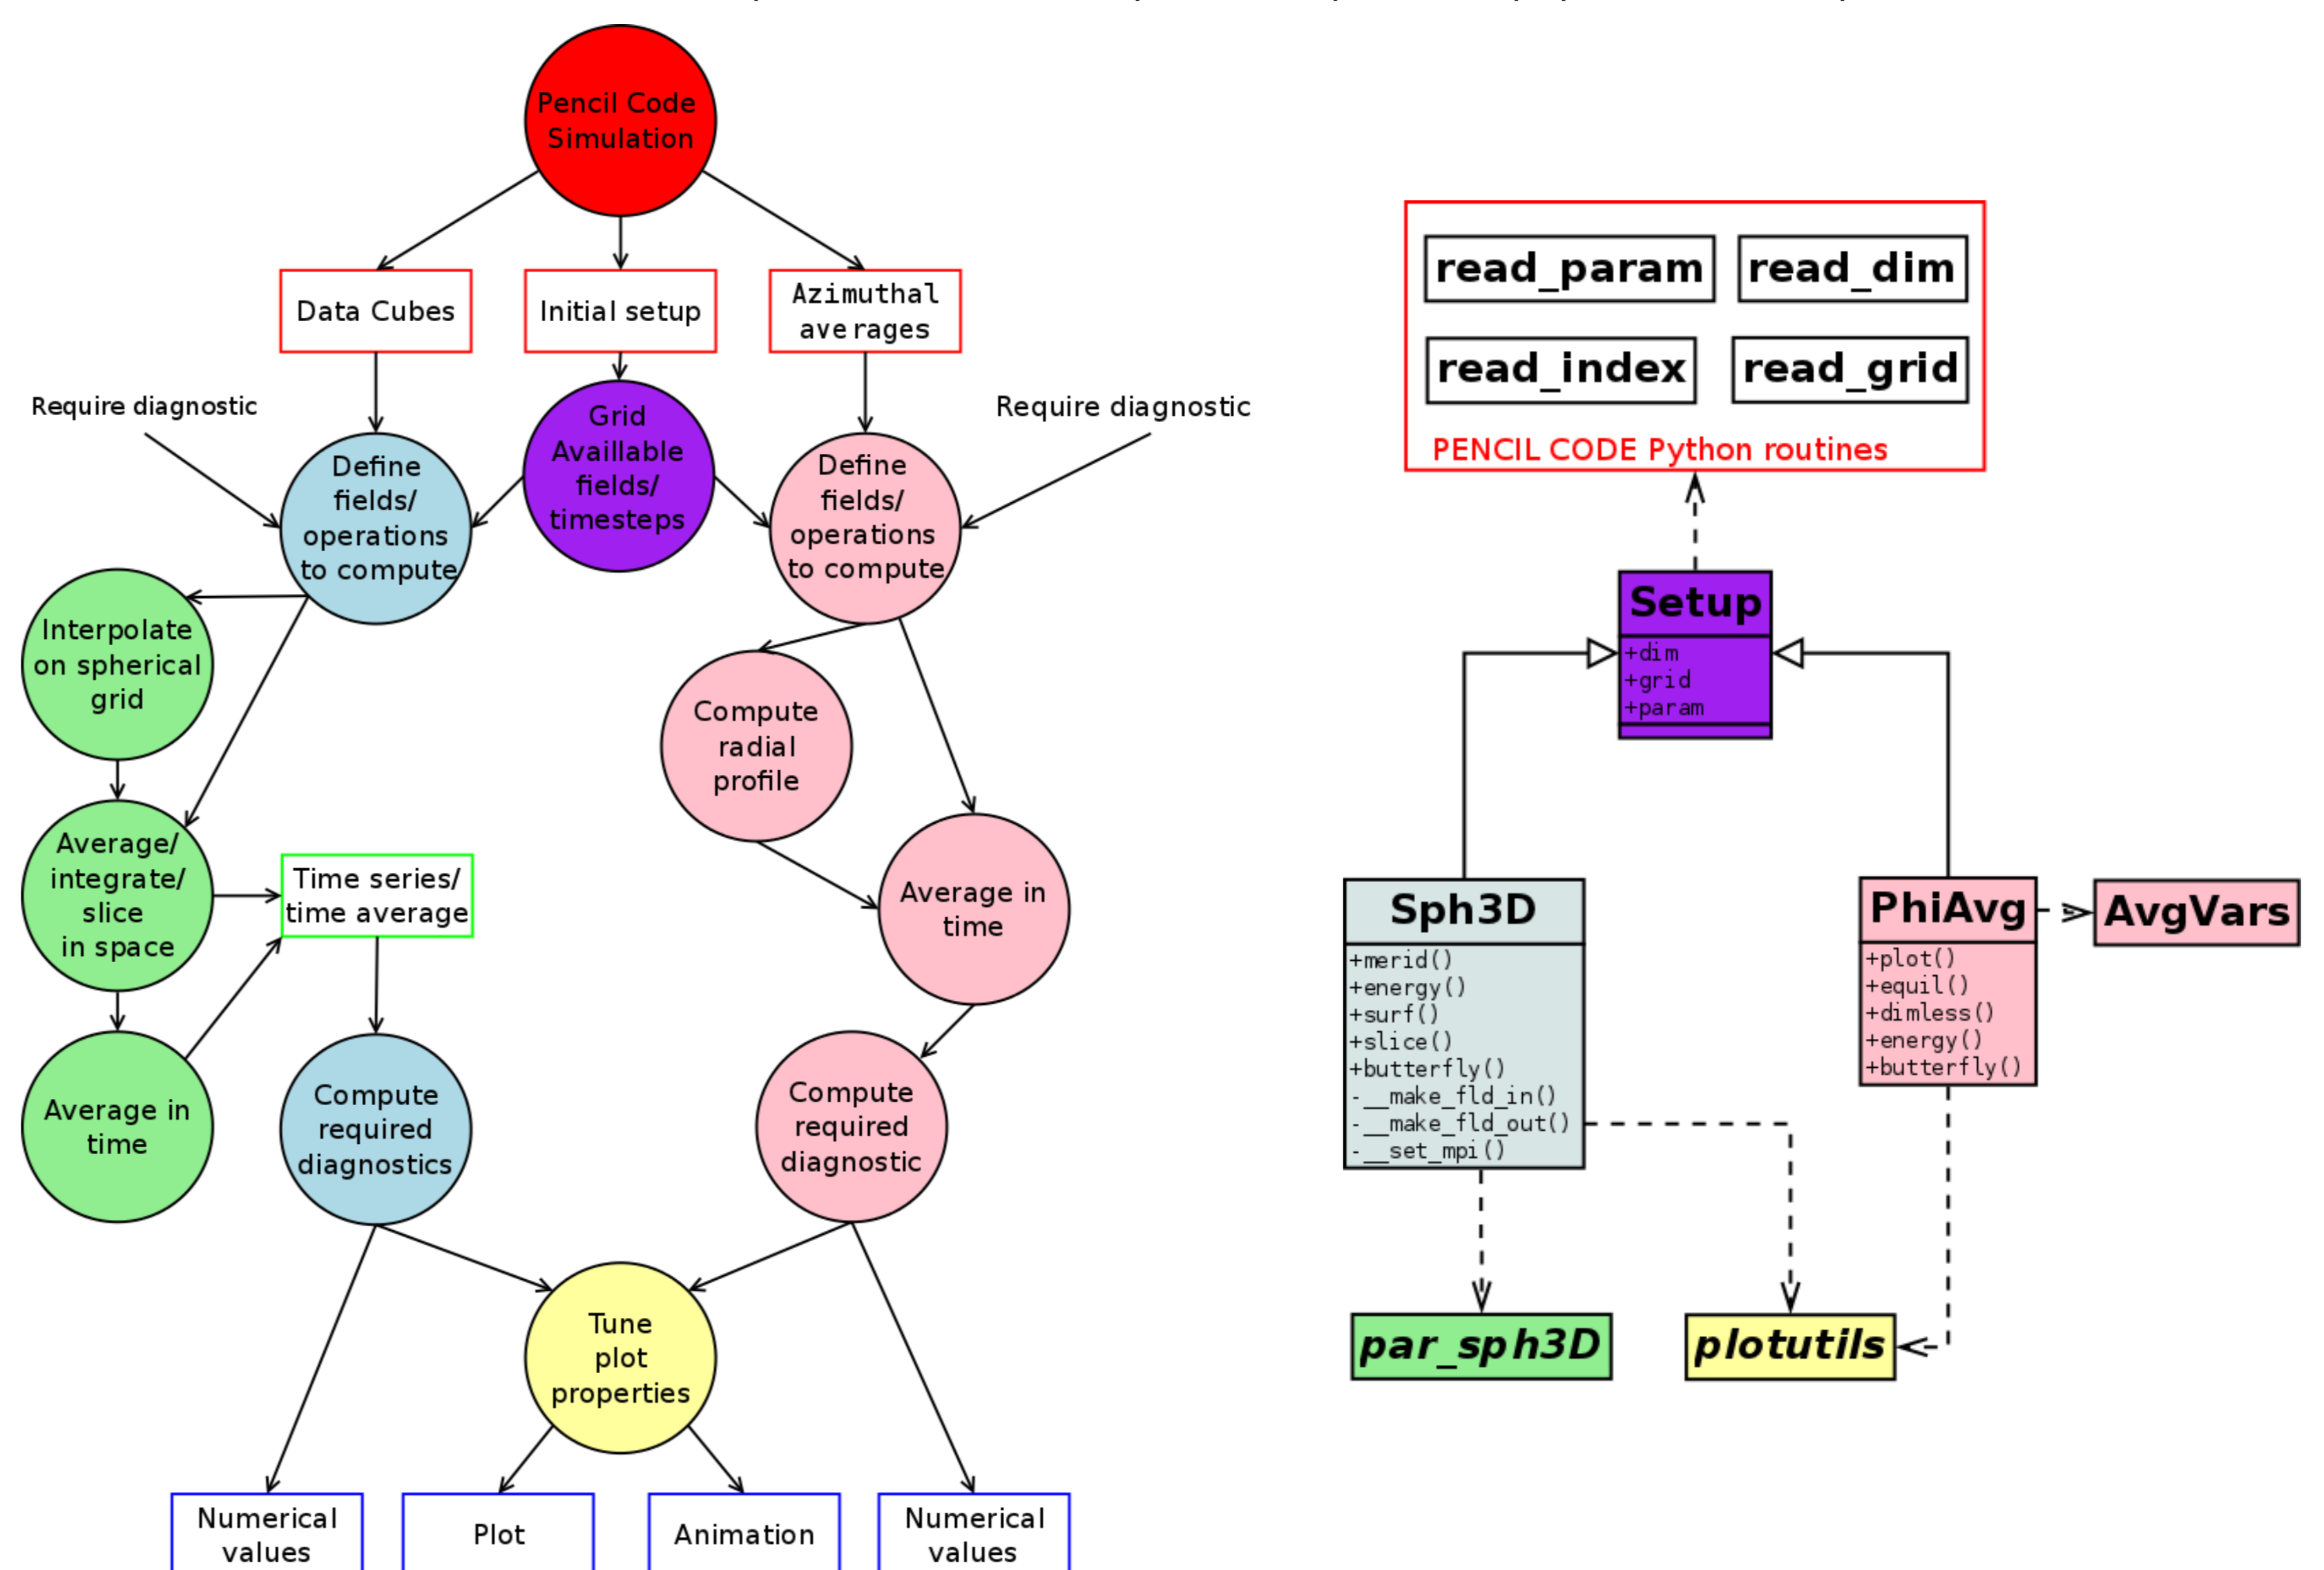 Pencil Code
Simulation
Data Cubes
Initial setup
Azimuthal
averages
Require diagnostic
Require diagnostic
Define
fields/
operations
to compute
Grid
Availlable
fields/
timesteps
Define
fields/
operations
to compute
Interpolate
on spherical
grid
Compute
radial
profile
Average/
integrate/
slice
in space
Time series/
time average
Average in
time
Average in
time
Compute
required
diagnostics
Compute
required
diagnostic
Tune
plot
properties
Numerical
values
Plot
Animation
Numerical
values
read_param
read_dim
read_index
read_grid
PENCIL CODE Python routines
Setup
+dim
+grid
+param
Sph3D
+merid()
+energy()
+surf()
+slice()
+butterfly()
-__make_fld_in()
-__make_fld_out()
-__set_mpi()
PhiAvg
+plot()
+equil()
+dimless()
+energy()
+butterfly()
AvgVars
par_sph3D
plotutils